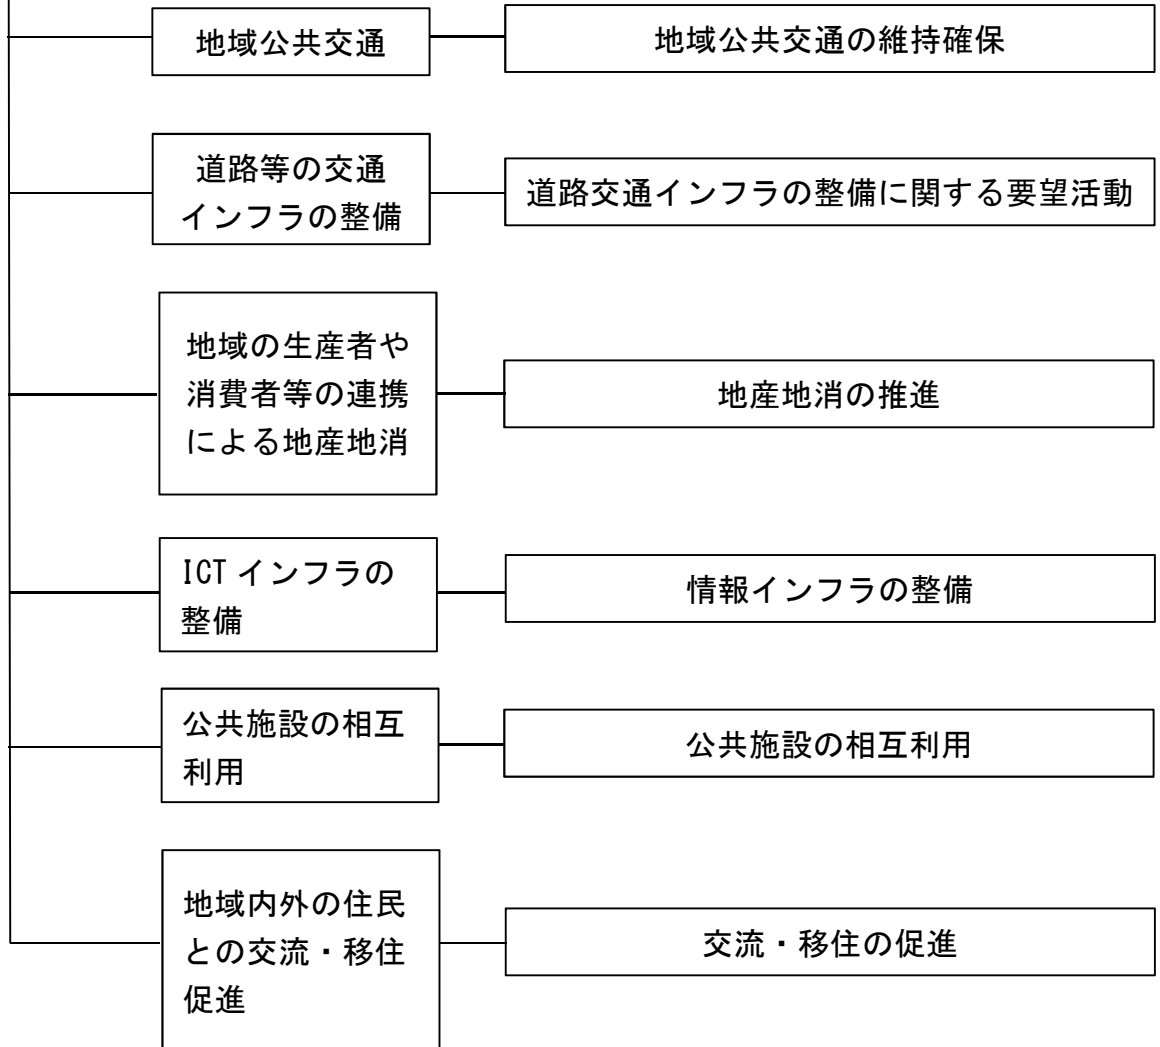 地域公共交通
地域公共交通の維持確保
道路等の交通
インフラの整備
道路交通インフラの整備に関する要望活動
地域の生産者や
消費者等の連携
による地産地消
地産地消の推進
ICT インフラの
整備
情報インフラの整備
公共施設の相互
利用
公共施設の相互利用
地域内外の住民
との交流・移住
促進
交流・移住の促進